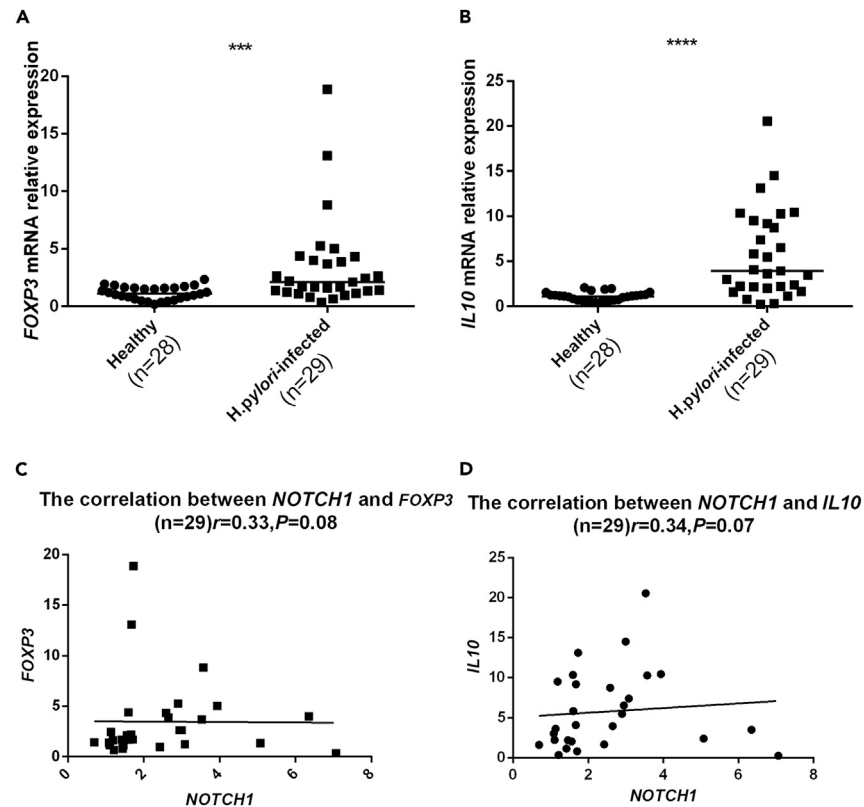 A
***
FOXP3 mRNA relative expression
20
15
10
5
0
Healthy
(n=28)
H.pylori-infected
(n=29)
B
****
IL10 mRNA relative expression
25
20
15
10
5
0
Healthy
(n=28)
H.pylori-infected
(n=29)
C
The correlation between NOTCH1 and FOXP3
(n=29)r=0.33,P=0.08
FOXP3
20
15
10
5
0
0 2 4 6 8
NOTCH1
D
The correlation between NOTCH1 and IL10
(n=29)r=0.34,P=0.07
IL10
25
20
15
10
5
0
0 2 4 6 8
NOTCH1